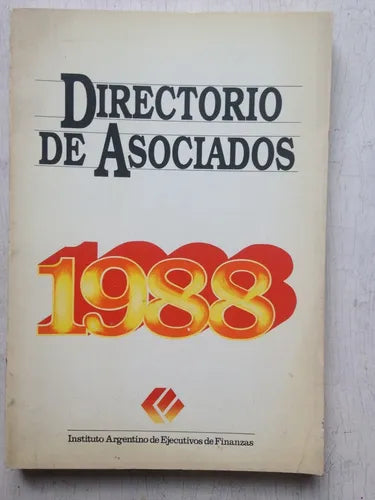 DIRECTORIO
DE ASOCIADOS
1988
Instituto Argentino de Ejecutivos de Finanzas